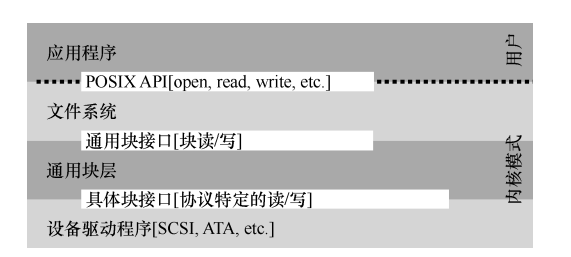 应用程序
用户
POSIX API[open, read, write, etc.]
文件系统
通用块接口[块读/写]
通用块层
内核模式
具体块接口[协议特定的读/写]
设备驱动程序[SCSI, ATA, etc.]